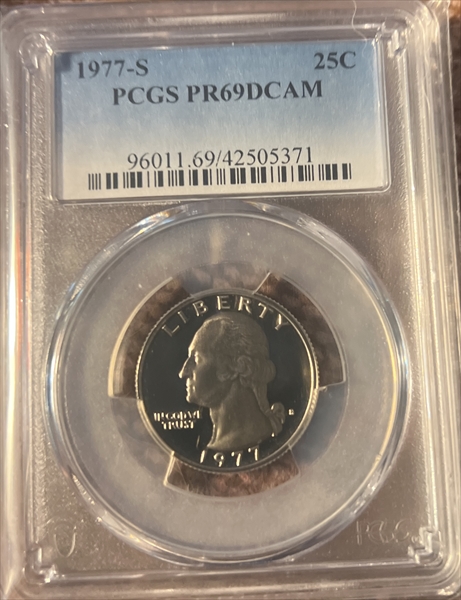 1977-S 25C
PCGS PR69DCAM
96011.69/42505371
LIBERTY
IN GOD WE
TRUST
S
1977
PCGS